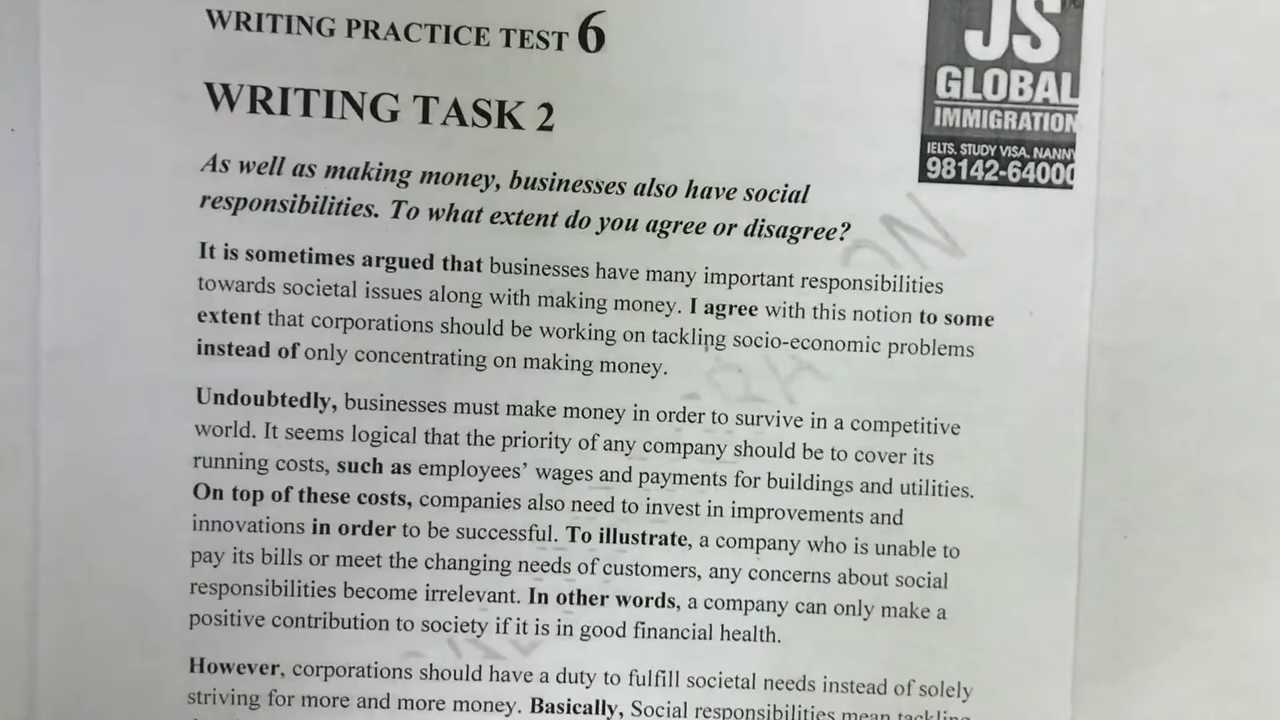 WRITING PRACTICE TEST 6
JS
GLOBAL
IMMIGRATION
IELTS, STUDY VISA, NANNY
98142-64000
WRITING TASK 2
As well as making money, businesses also have social
responsibilities. To what extent do you agree or disagree?
It is sometimes argued that businesses have many important responsibilities
towards societal issues along with making money. I agree with this notion to some
extent that corporations should be working on tackling socio-economic problems
instead of only concentrating on making money.
Undoubtedly, businesses must make money in order to survive in a competitive
world. It seems logical that the priority of any company should be to cover its
running costs, such as employees' wages and payments for buildings and utilities.
On top of these costs, companies also need to invest in improvements and
innovations in order to be successful. To illustrate, a company who is unable to
pay its bills or meet the changing needs of customers, any concerns about social
responsibilities become irrelevant. In other words, a company can only make a
positive contribution to society if it is in good financial health.
However, corporations should have a duty to fulfill societal needs instead of solely
striving for more and more money. Basically, Social responsibilities mean tackling